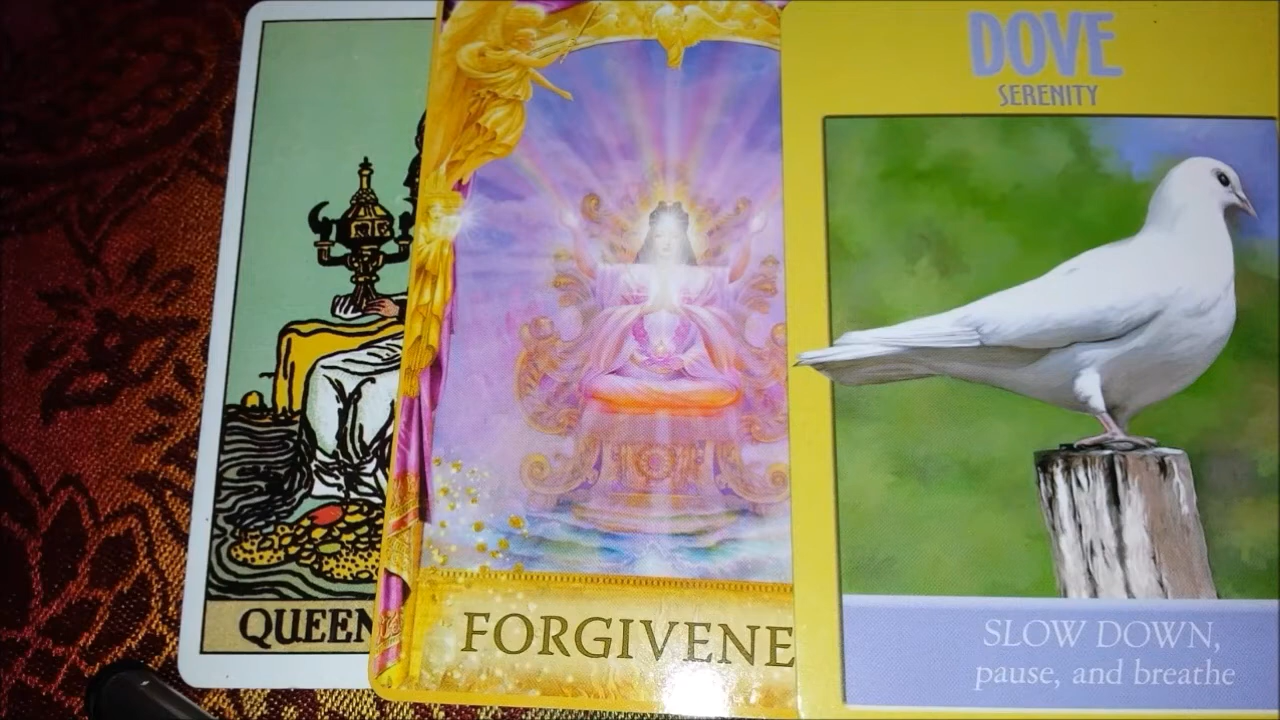 DOVE
SERENITY
QUEEN
FORGIVENE
SLOW DOWN,
pause, and breathe